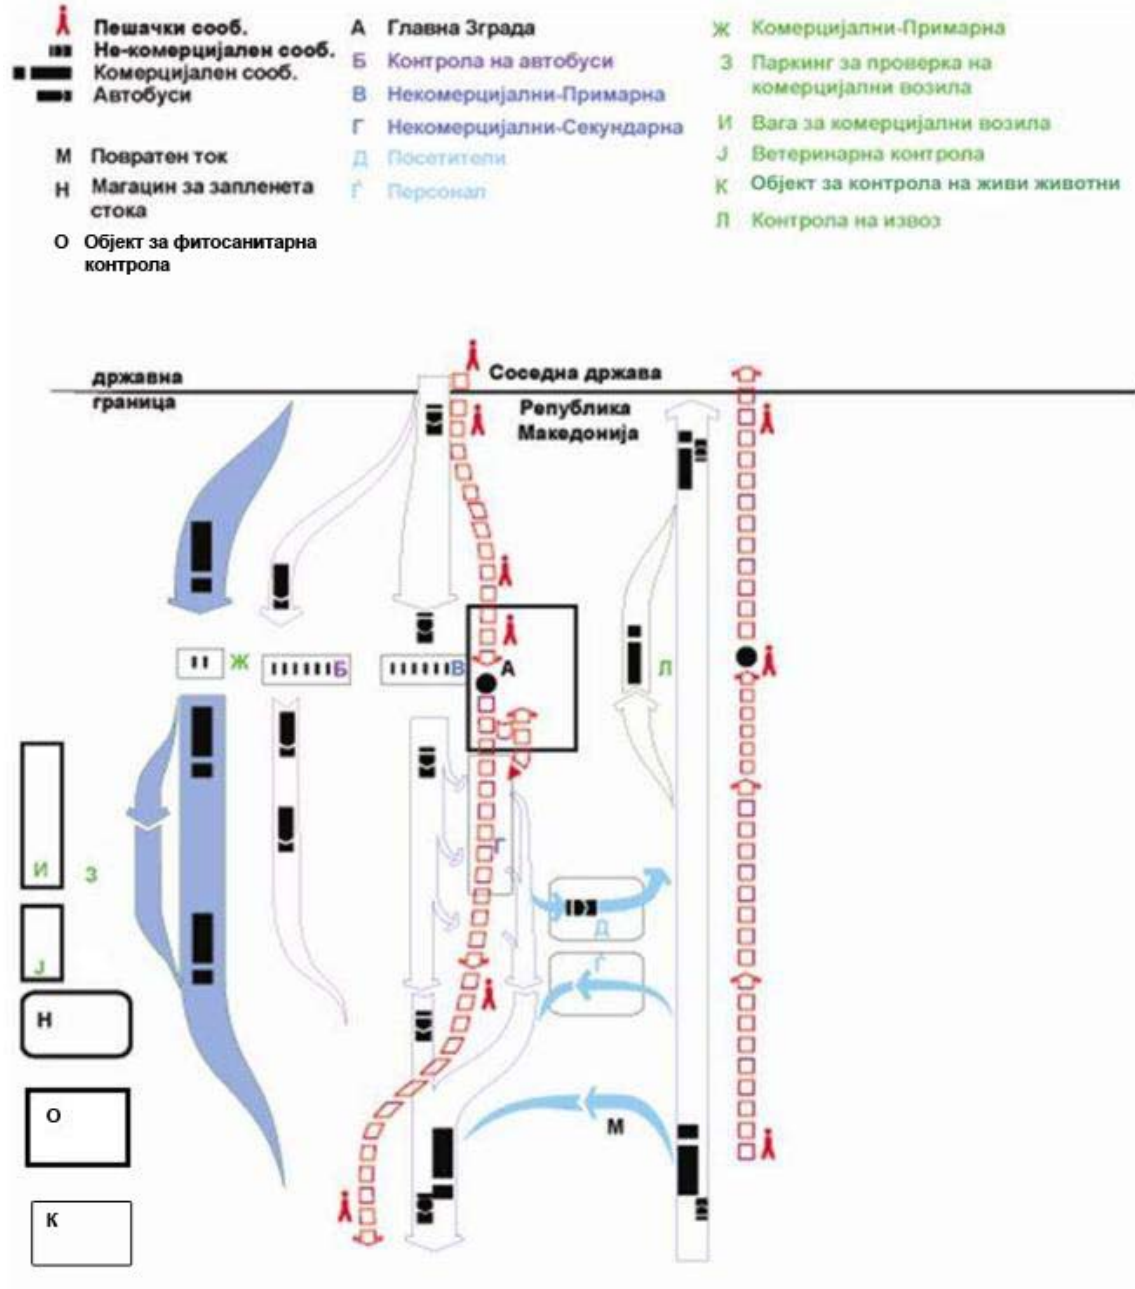 Пешачки сооб.
Не-комерцијален сооб.
Комерцијален сооб.
Автобуси
М Повратен ток
Н Магацин за запленета
стока
О Објект за фитосанитарна
контрола
А Главна Зграда
Б Контрола на автобуси
В Некомерцијални-Примарна
Г Некомерцијални-Секундарна
Д Посетители
Ѓ Персонал
Ж Комерцијални-Примарна
З Паркинг за проверка на
комерцијални возила
И Вага за комерцијални возила
Ј Ветеринарна контрола
К Објект за контрола на живи животни
Л Контрола на извоз
државна
граница
Соседна држава
Република
Македонија
Ж
Б
В
А
Л
И
З
Г
Д
Ј
Ѓ
Н
О
М
К